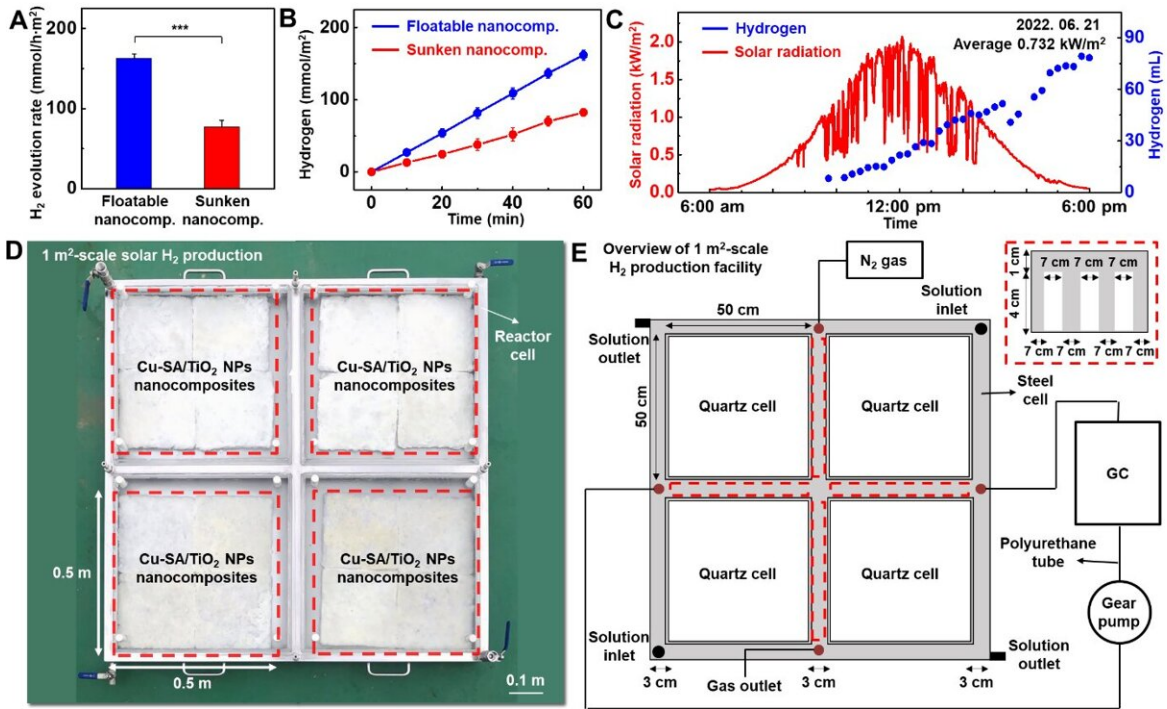 A
H₂ evolution rate (mmol/h·m²)
200
100
0
***
Floatable
nanocomp.
Sunken
nanocomp.
B
Hydrogen (mmol/m²)
200
100
0
Floatable nanocomp.
Sunken nanocomp.
0
20
40
60
Time (min)
C
Solar radiation (kW/m²)
2.0
1.5
1.0
0.5
0.0
Hydrogen
Solar radiation
2022. 06. 21
Average 0.732 kW/m²
90
60
30
0
Hydrogen (mL)
6:00 am
12:00 pm
6:00 pm
Time
D
1 m²-scale solar H₂ production
Reactor
cell
Cu-SA/TiO₂ NPs
nanocomposites
Cu-SA/TiO₂ NPs
nanocomposites
Cu-SA/TiO₂ NPs
nanocomposites
Cu-SA/TiO₂ NPs
nanocomposites
0.5 m
0.5 m
0.1 m
E
Overview of 1 m²-scale
H₂ production facility
N₂ gas
Solution
inlet
1 cm
4 cm
7 cm 7 cm 7 cm
7 cm 7 cm 7 cm 7 cm
50 cm
Solution
outlet
50 cm
Quartz cell
Quartz cell
Steel
cell
GC
Quartz cell
Quartz cell
Polyurethane
tube
Gear
pump
Solution
inlet
Solution
outlet
3 cm
Gas outlet
3 cm
3 cm